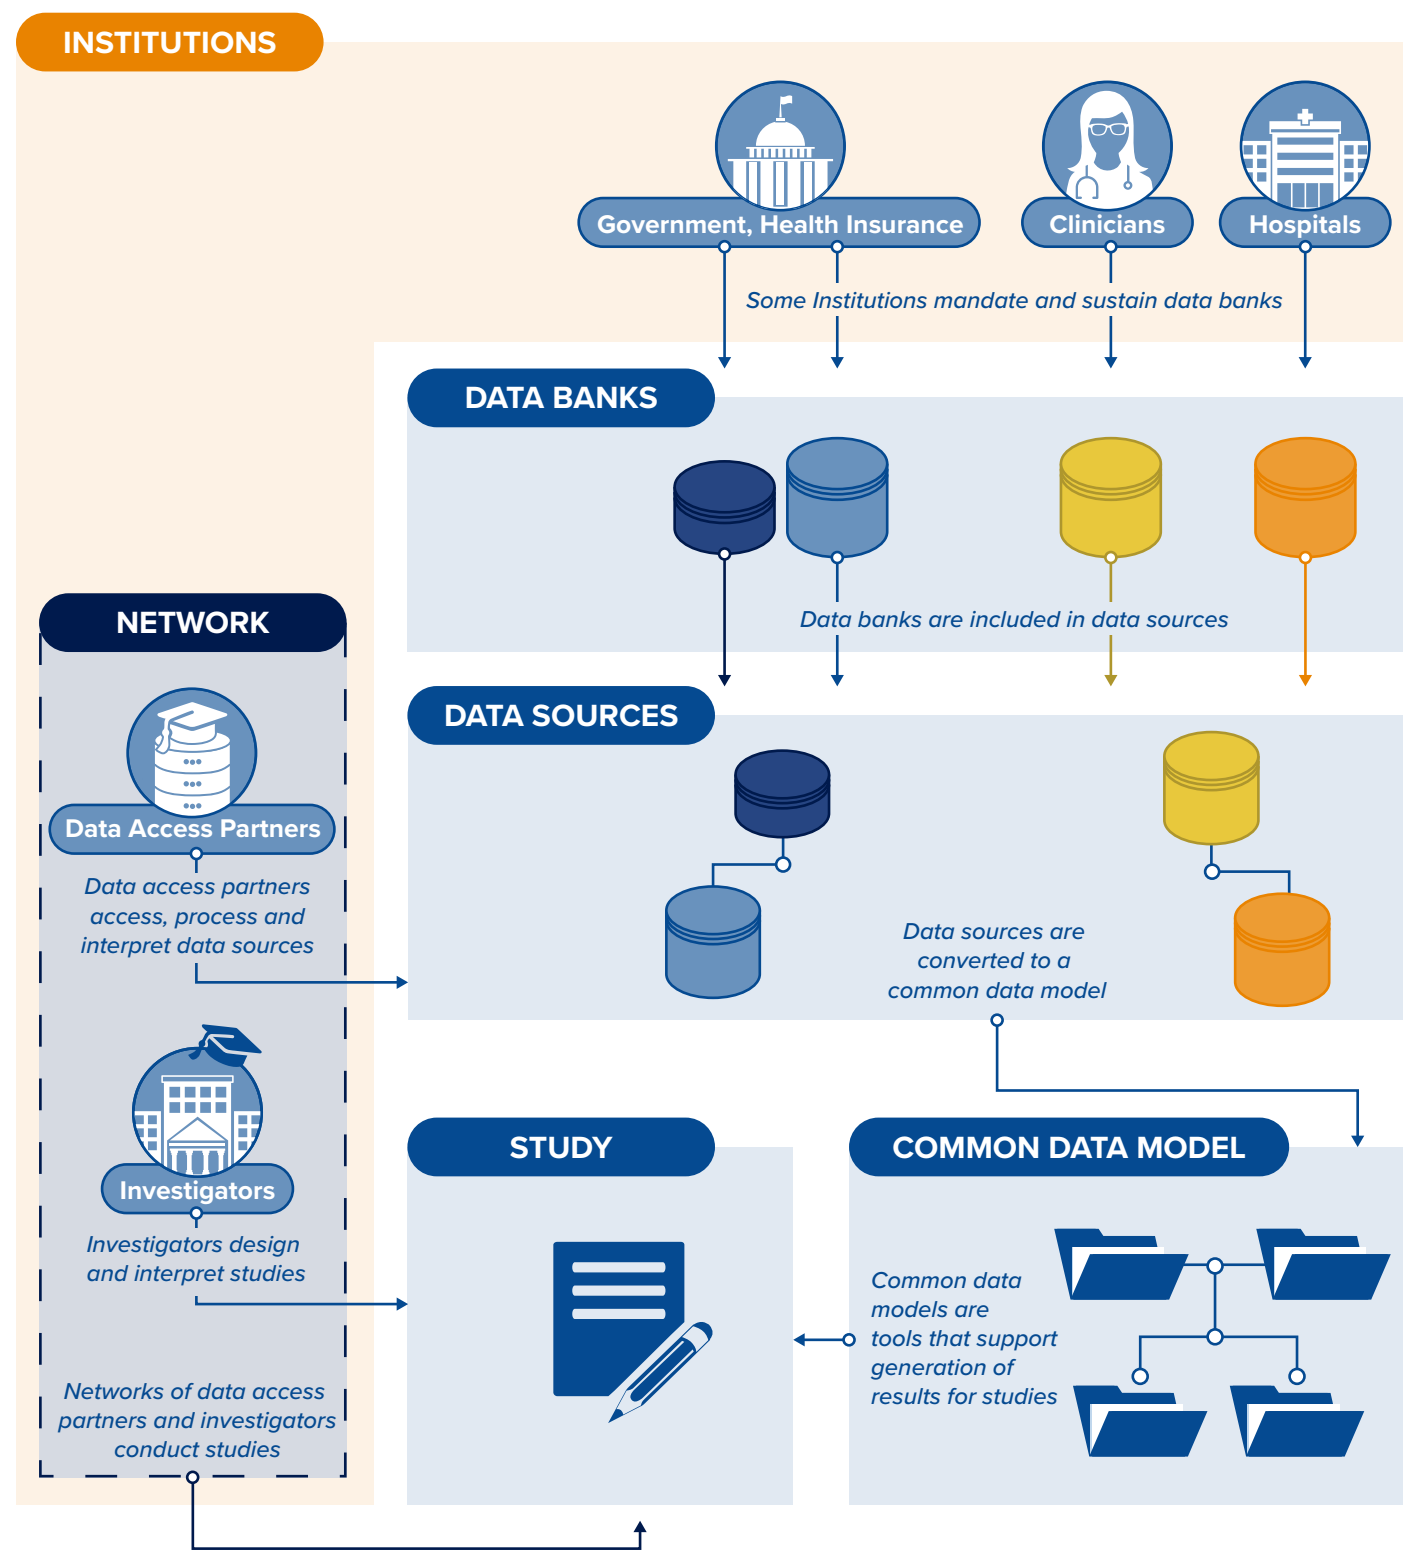 INSTITUTIONS
Government, Health Insurance
Clinicians
Hospitals
Some Institutions mandate and sustain data banks
DATA BANKS
Data banks are included in data sources
NETWORK
Data Access Partners
Data access partners
access, process and
interpret data sources
Investigators
Investigators design
and interpret studies
Networks of data access
partners and investigators
conduct studies
DATA SOURCES
Data sources are
converted to a
common data model
STUDY
COMMON DATA MODEL
Common data
models are
tools that support
generation of
results for studies